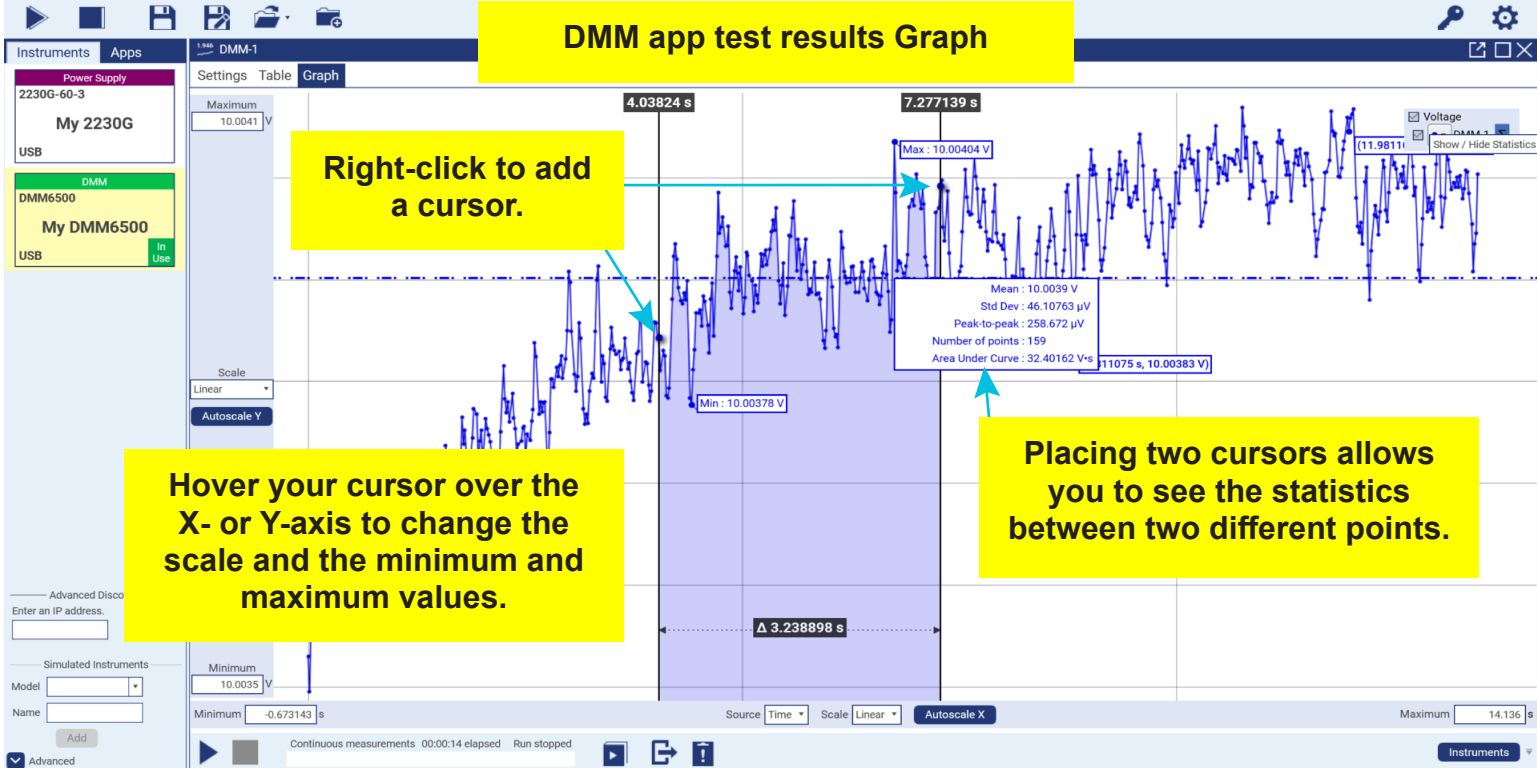 DMM app test results Graph
Instruments Apps
1.946 DMM-1
Power Supply
2230G-60-3
My 2230G
USB
DMM
DMM6500
My DMM6500
USB
In
Use
Settings Table Graph
Maximum
10.0041 V
4.03824 s
7.277139 s
Voltage
DMM-1 Σ
Show / Hide Statistics
Max : 10.00404 V
Right-click to add
a cursor.
Mean : 10.0039 V
Std Dev : 46.10763 µV
Peak-to-peak : 258.672 µV
Number of points : 159
Area Under Curve : 32.40162 V•s
311075 s, 10.00383 V)
Scale
Linear
Autoscale Y
Min : 10.00378 V
Hover your cursor over the
X- or Y-axis to change the
scale and the minimum and
maximum values.
Placing two cursors allows
you to see the statistics
between two different points.
Advanced Disco
Enter an IP address.
Simulated Instruments
Model
Name
Add
Advanced
Δ 3.238898 s
Minimum
10.0035 V
Minimum -0.673143 s
Source Time Scale Linear Autoscale X
Maximum 14.136 s
Continuous measurements 00:00:14 elapsed Run stopped
Instruments